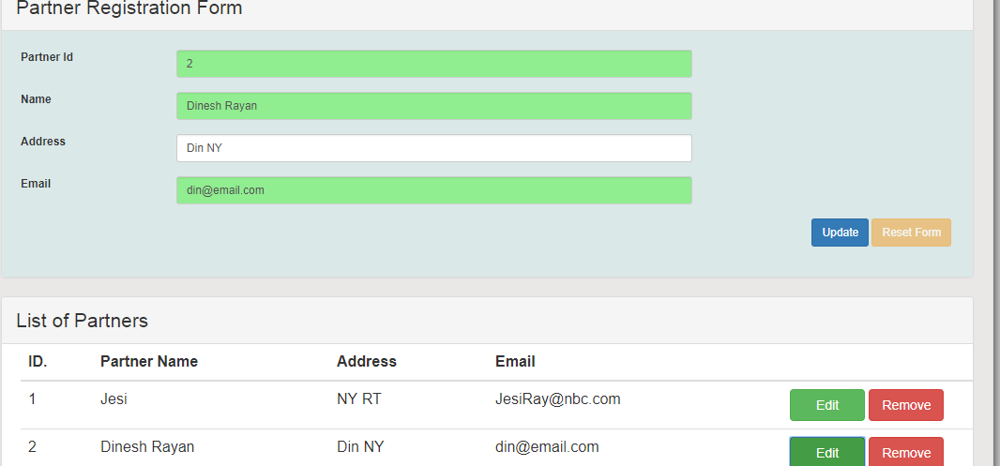 Partner Registration Form
Partner Id
2
Name
Dinesh Rayan
Address
Din NY
Email
din@email.com
Update Reset Form
List of Partners
ID. Partner Name Address Email
1 Jesi NY RT JesiRay@nbc.com Edit Remove
2 Dinesh Rayan Din NY din@email.com Edit Remove